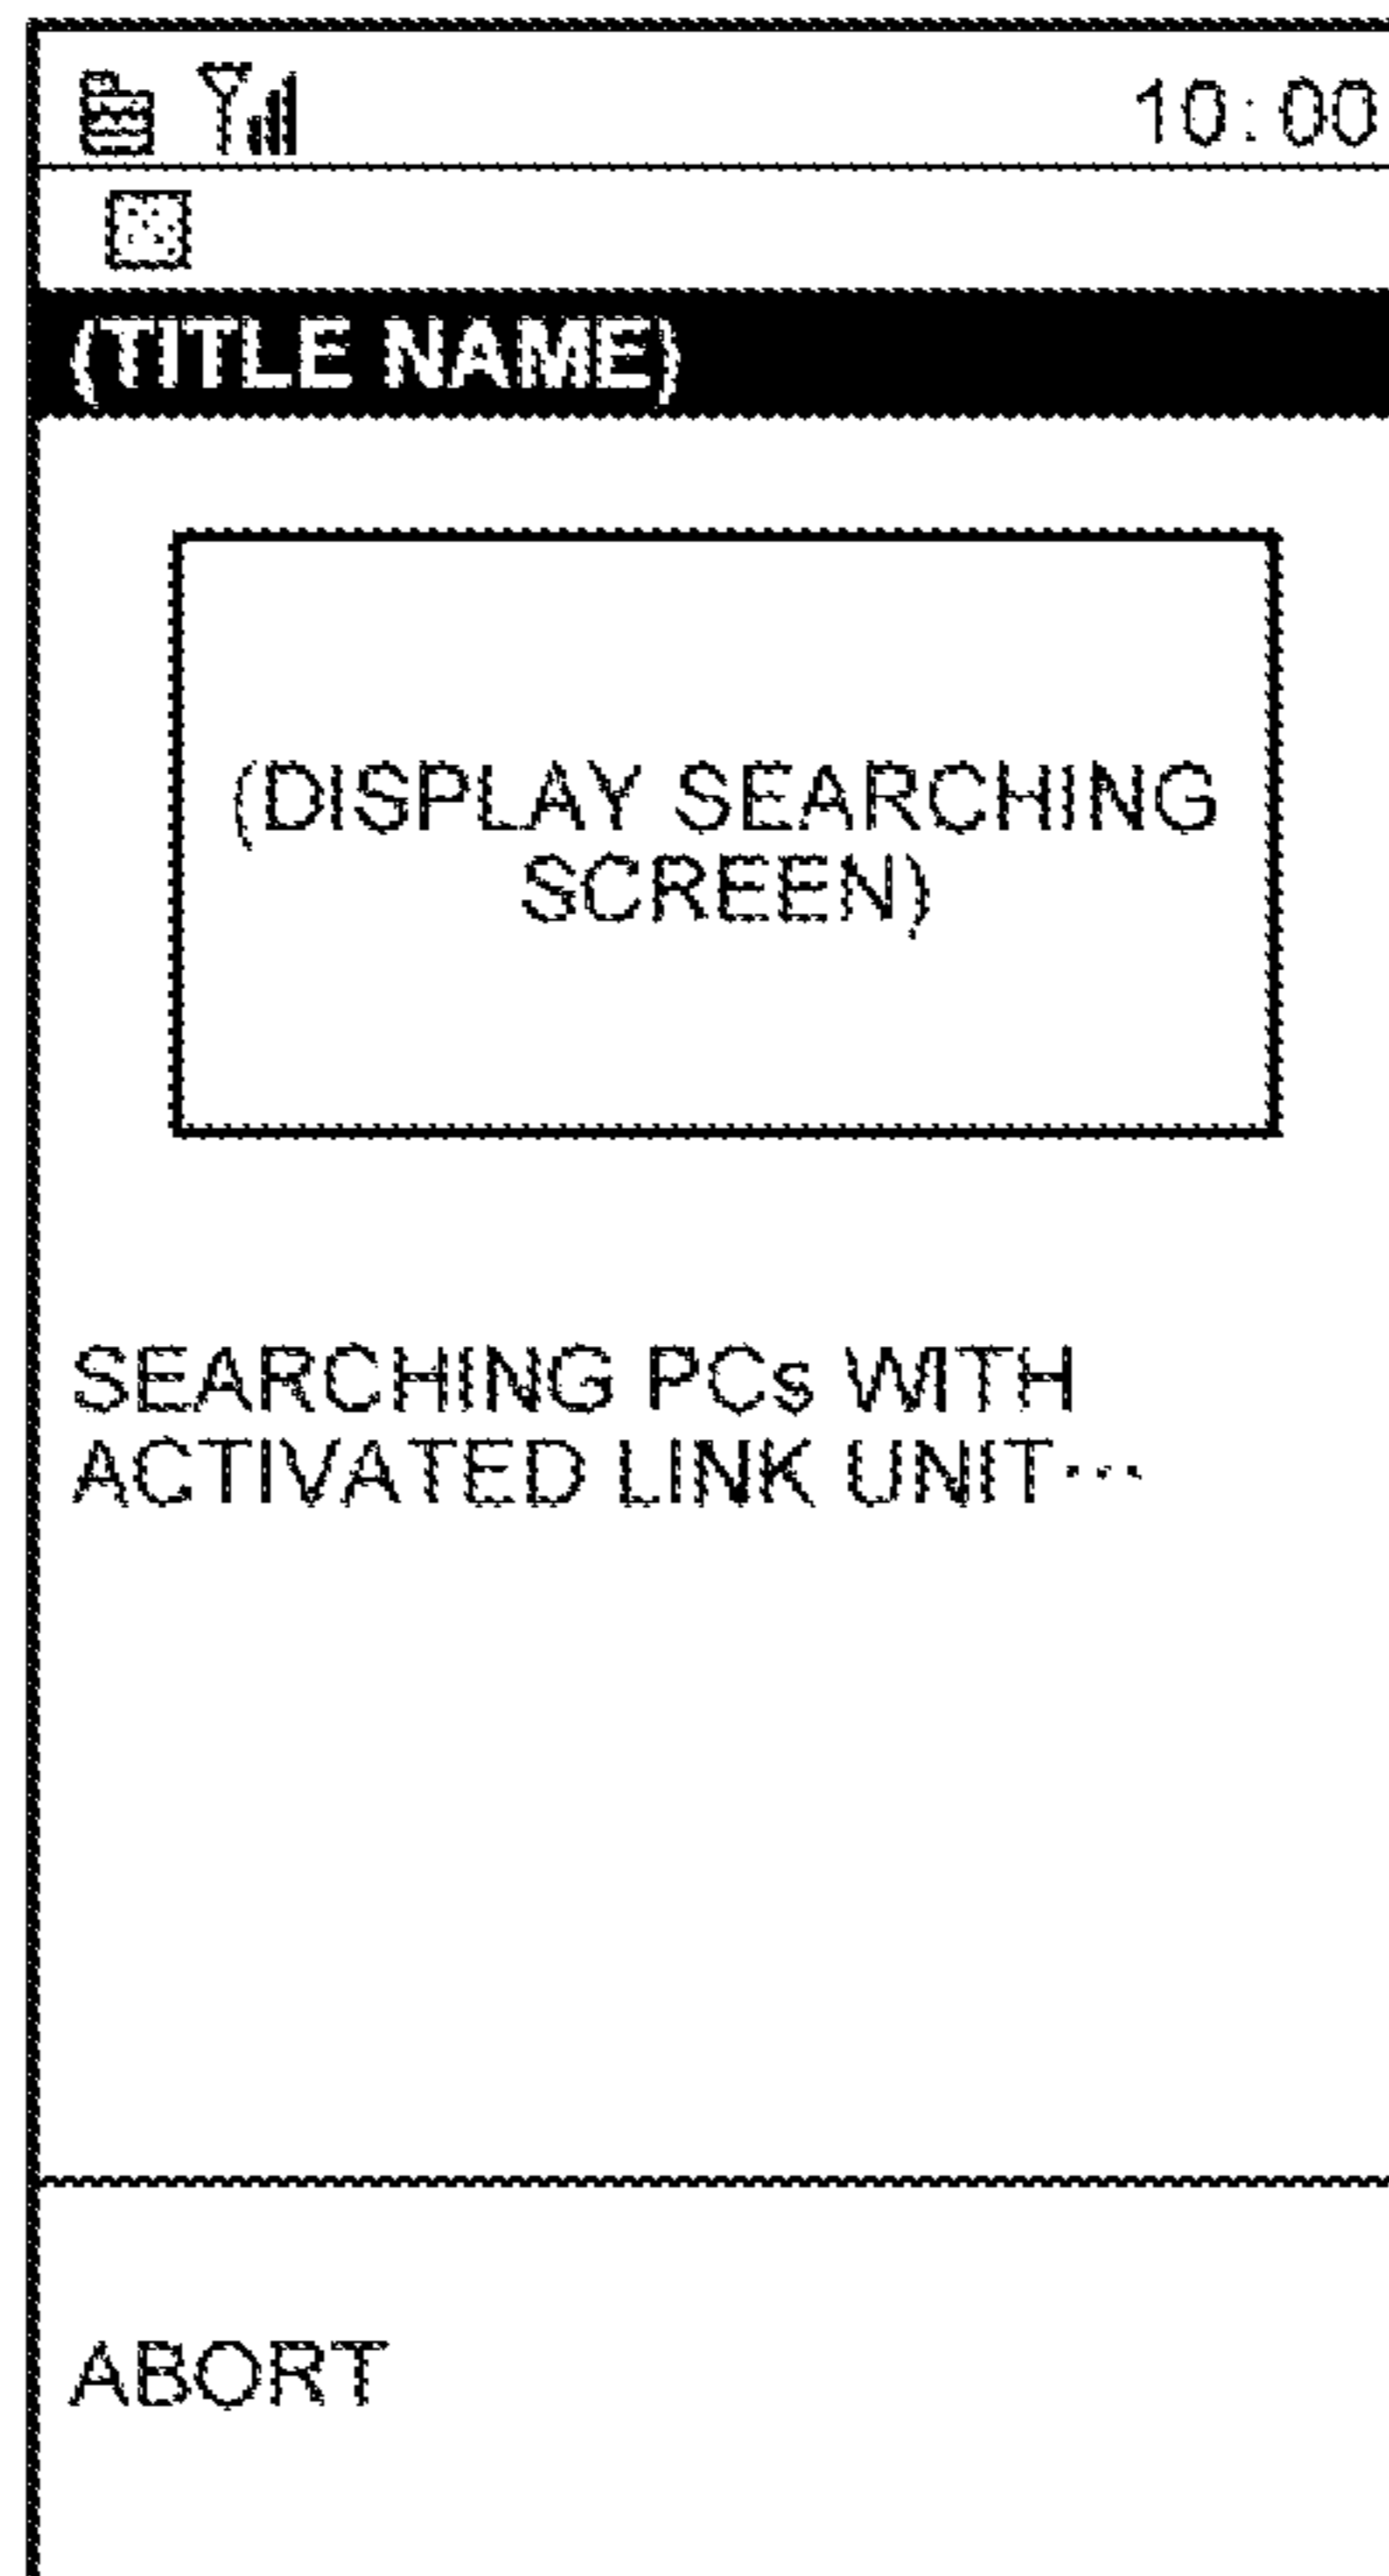 10:00
(TITLE NAME)
(DISPLAY SEARCHING
SCREEN)
SEARCHING PCs WITH
ACTIVATED LINK UNIT···
ABORT